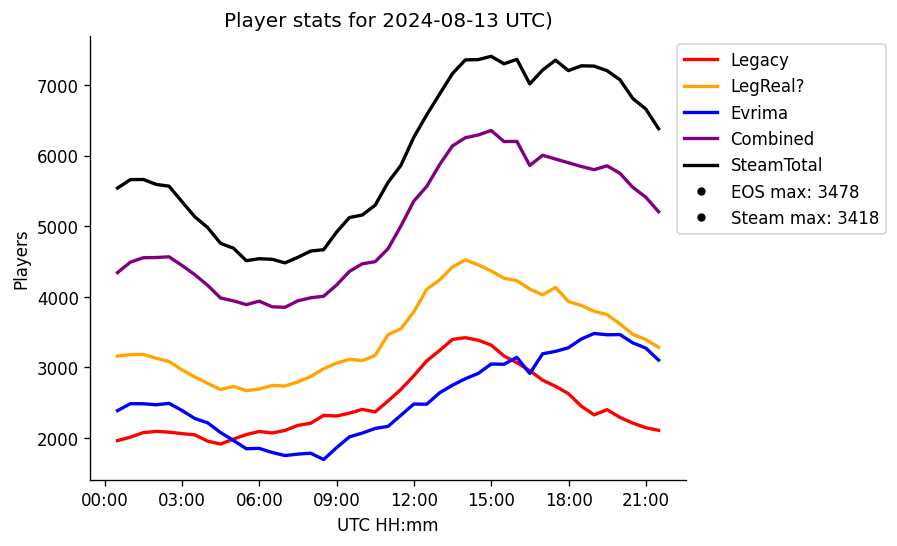 Player stats for 2024-08-13 UTC)
Legacy
LegReal?
Evrima
Combined
SteamTotal
EOS max: 3478
Steam max: 3418
7000
6000
5000
4000
3000
2000
Players
00:00 03:00 06:00 09:00 12:00 15:00 18:00 21:00
UTC HH:mm